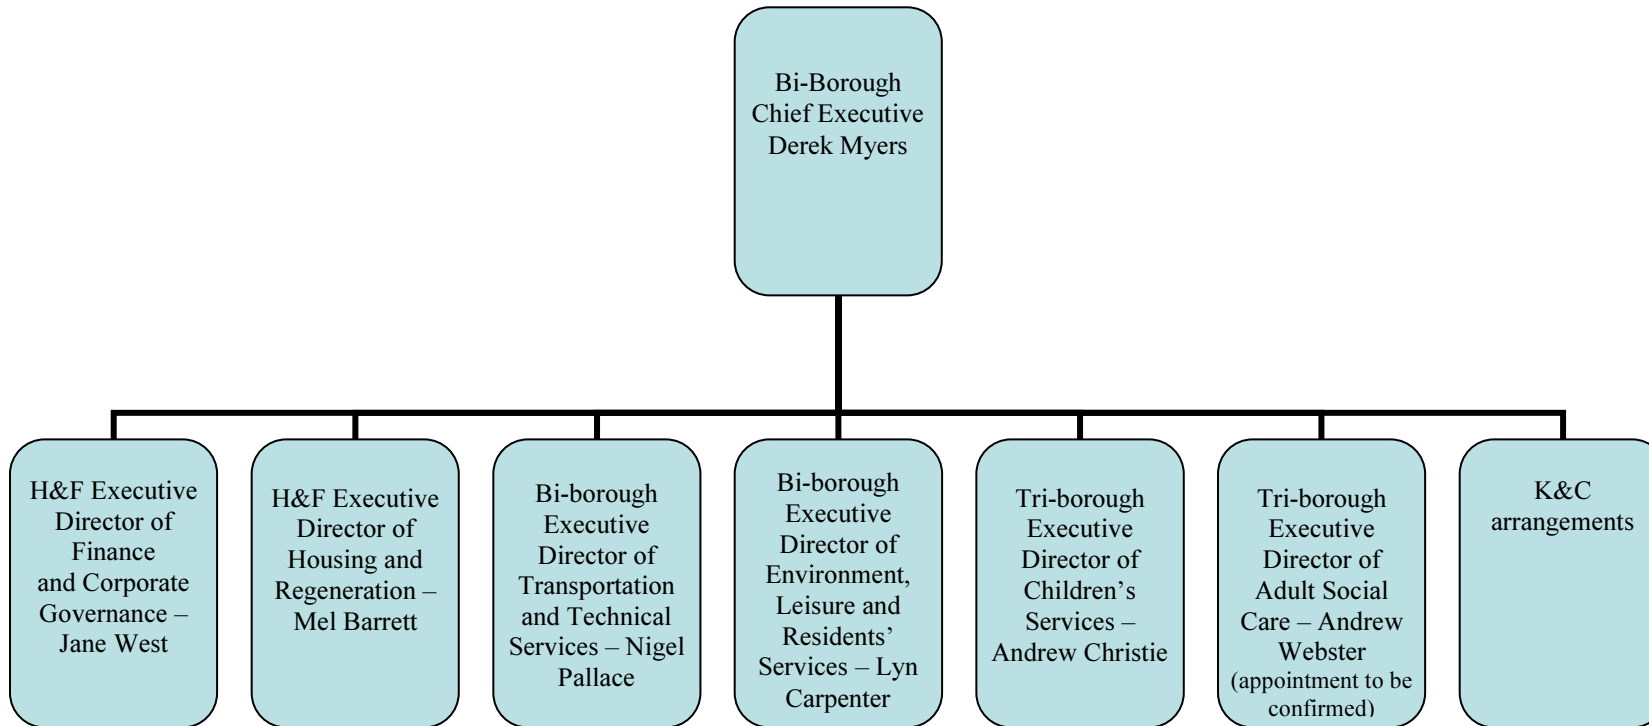 Bi-Borough
Chief Executive
Derek Myers
H&F Executive
Director of
Finance
and Corporate
Governance –
Jane West
H&F Executive
Director of
Housing and
Regeneration –
Mel Barrett
Bi-borough
Executive
Director of
Transportation
and Technical
Services – Nigel
Pallace
Bi-borough
Executive
Director of
Environment,
Leisure and
Residents’
Services – Lyn
Carpenter
Tri-borough
Executive
Director of
Children’s
Services –
Andrew Christie
Tri-borough
Executive
Director of
Adult Social
Care – Andrew
Webster
(appointment to be
confirmed)
K&C
arrangements